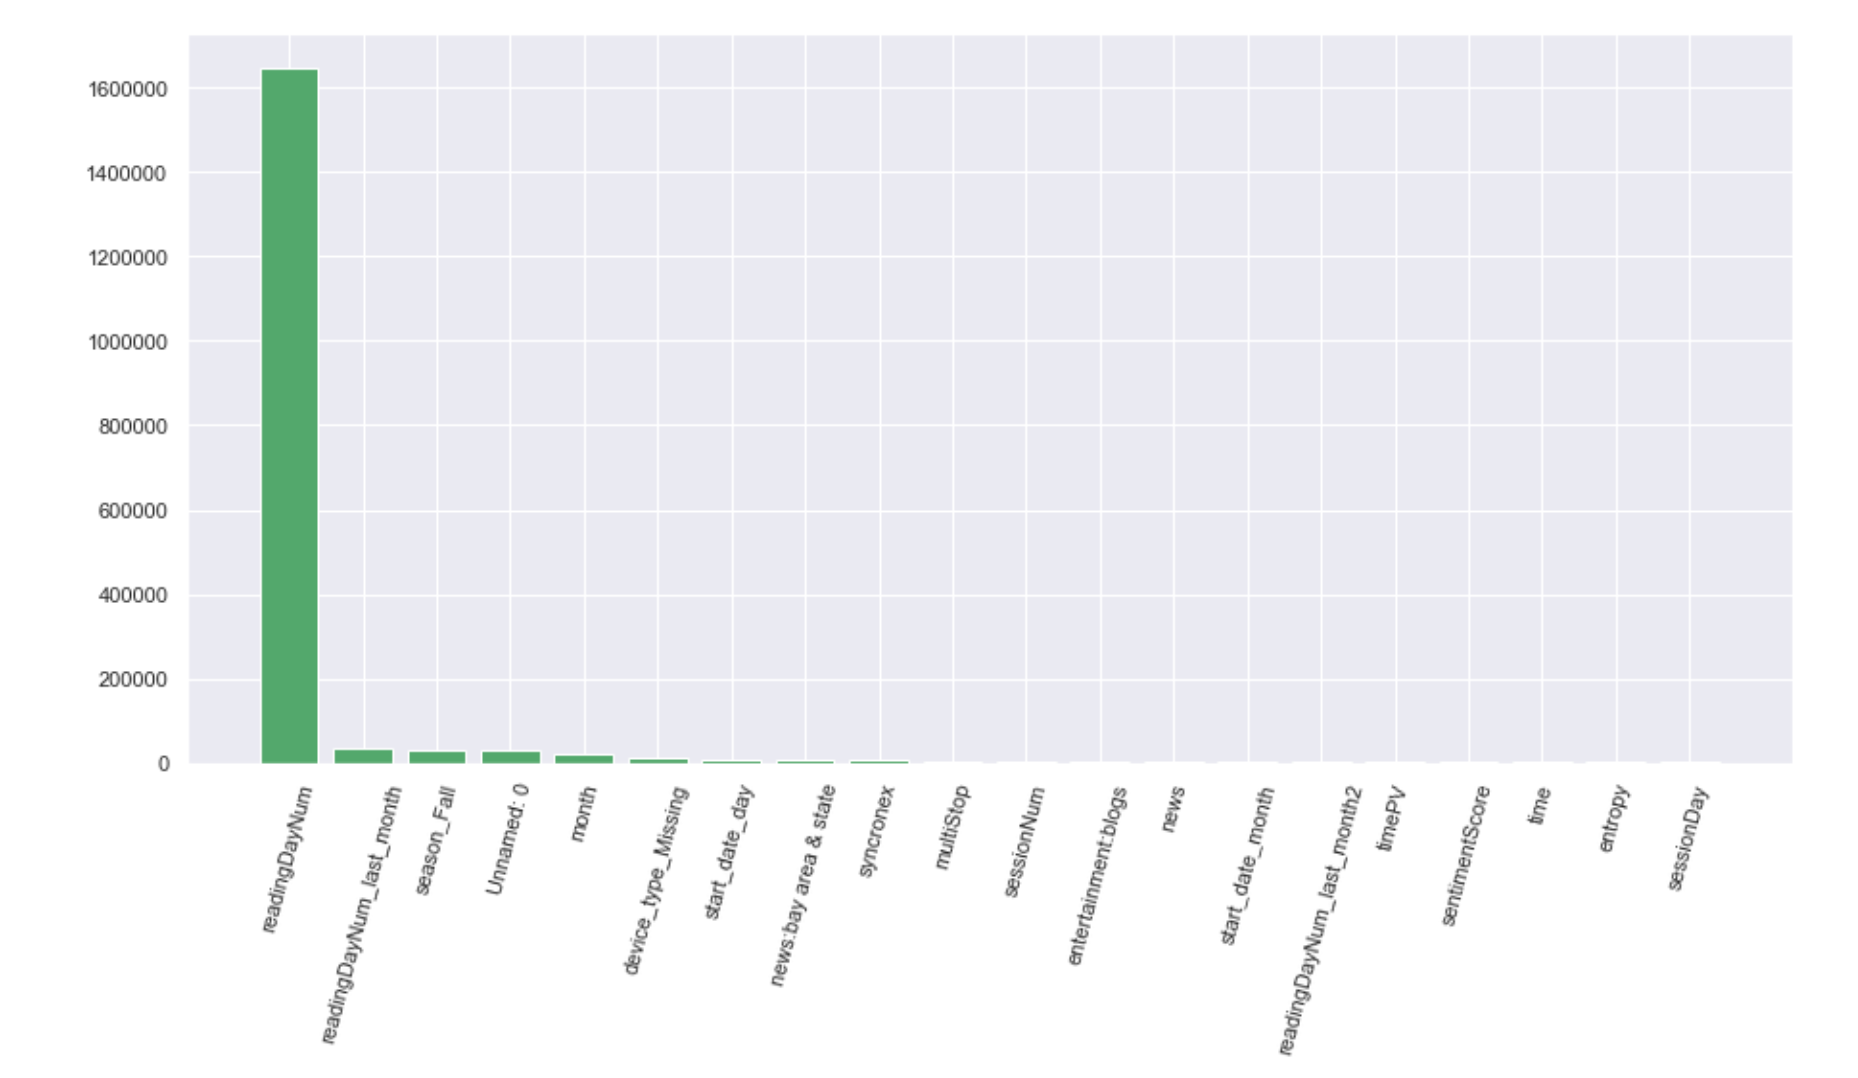 1600000
1400000
1200000
1000000
800000
600000
400000
200000
0
readingDayNum
readingDayNum_last_month
season_Fall
Unnamed: 0
month
device_type_Missing
start_date_day
news:bay area & state
syncronex
multiStop
sessionNum
entertainment:blogs
news
start_date_month
readingDayNum_last_month2
timePV
sentimentScore
time
entropy
sessionDay